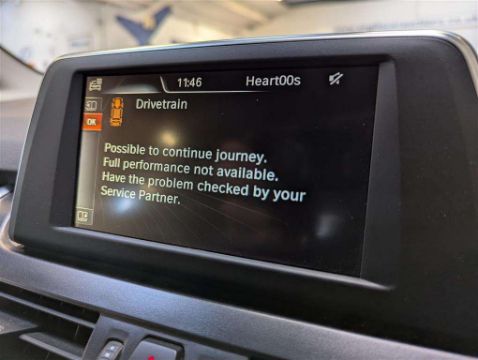 11:46 Heart00s
Drivetrain
OK
Possible to continue journey.
Full performance not available.
Have the problem checked by your
Service Partner.